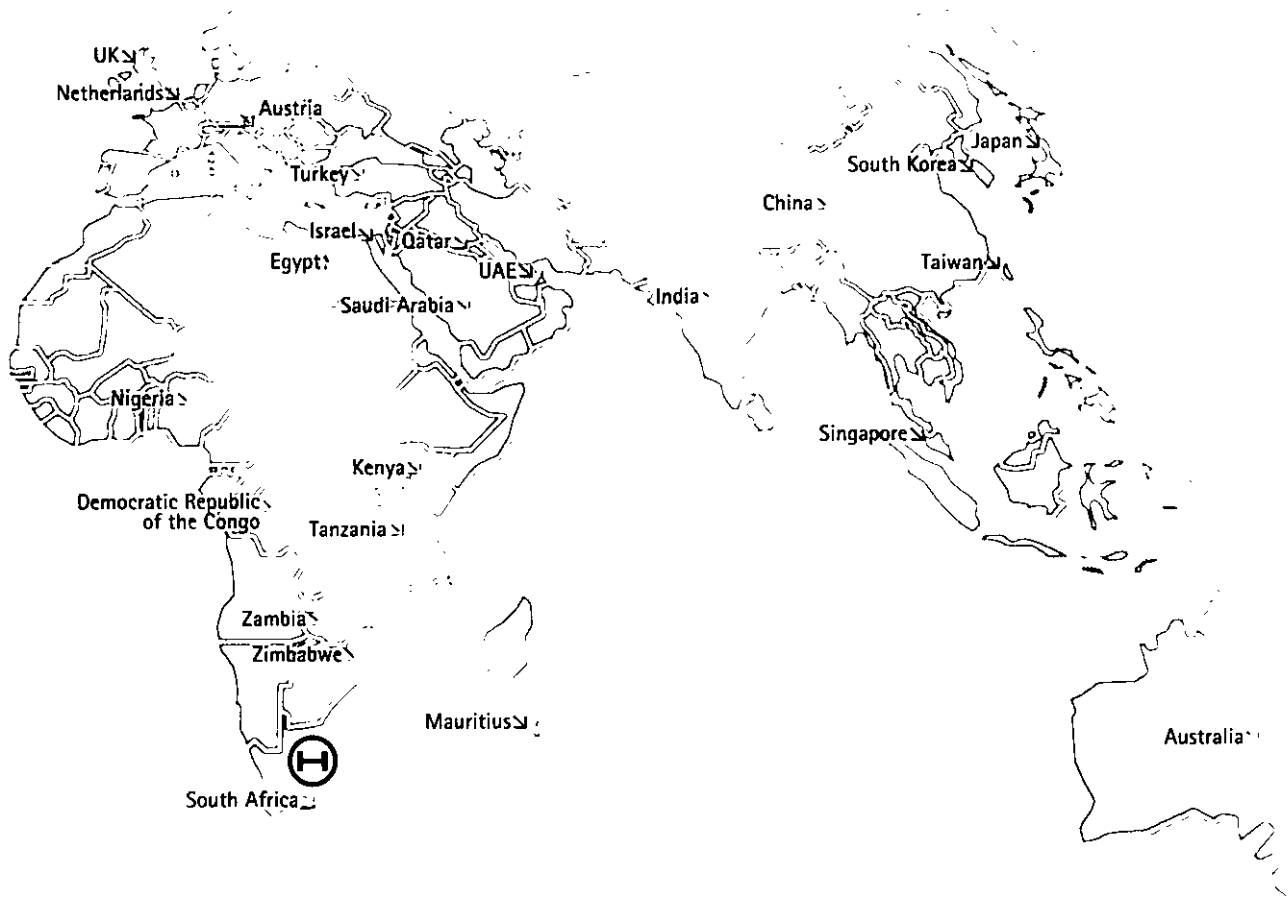 UK
Netherlands
Austria
Turkey
Israel
Qatar
Egypt
UAE
Saudi Arabia
India
China
South Korea
Japan
Taiwan
Nigeria
Singapore
Kenya
Democratic Republic
of the Congo
Tanzania
Zambia
Zimbabwe
Mauritius
Australia
South Africa